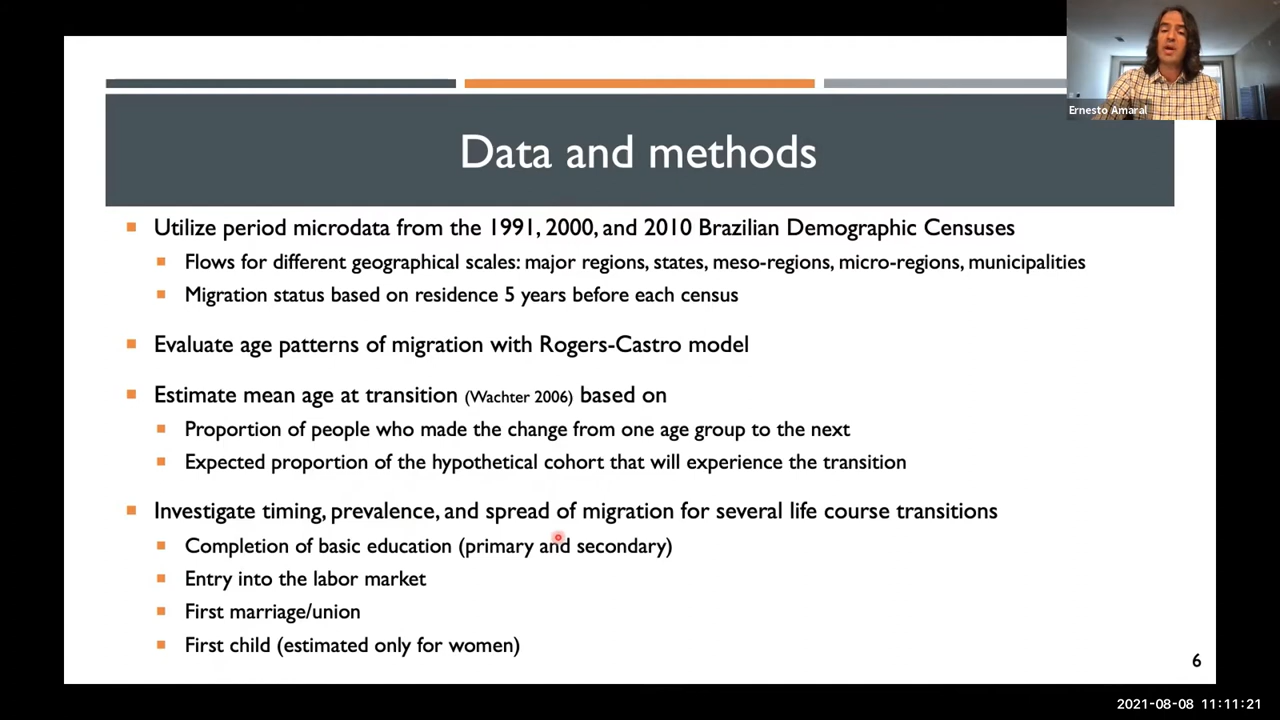 Ernesto Amaral
Data and methods
Utilize period microdata from the 1991, 2000, and 2010 Brazilian Demographic Censuses
Flows for different geographical scales: major regions, states, meso-regions, micro-regions, municipalities
Migration status based on residence 5 years before each census
Evaluate age patterns of migration with Rogers-Castro model
Estimate mean age at transition (Wachter 2006) based on
Proportion of people who made the change from one age group to the next
Expected proportion of the hypothetical cohort that will experience the transition
Investigate timing, prevalence, and spread of migration for several life course transitions
Completion of basic education (primary and secondary)
Entry into the labor market
First marriage/union
First child (estimated only for women)
6
2021-08-08 11:11:21